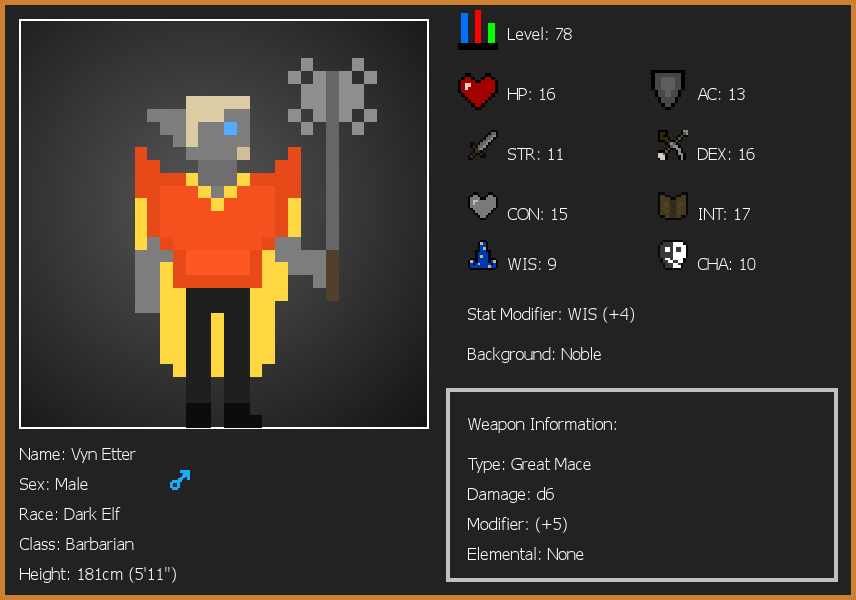 Level: 78
HP: 16
AC: 13
STR: 11
DEX: 16
CON: 15
INT: 17
WIS: 9
CHA: 10
Stat Modifier: WIS (+4)
Background: Noble
Weapon Information:
Type: Great Mace
Damage: d6
Modifier: (+5)
Elemental: None
Name: Vyn Etter
Sex: Male
Race: Dark Elf
Class: Barbarian
Height: 181cm (5'11")